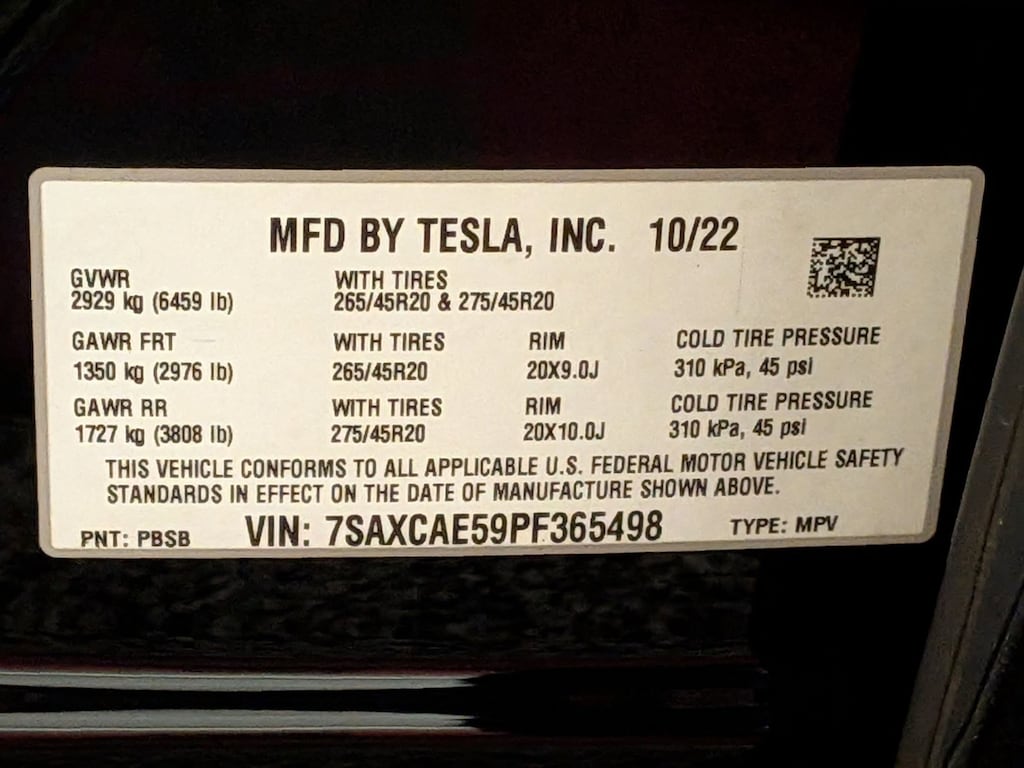 MFD BY TESLA, INC. 10/22
GVWR WITH TIRES
2929 kg (6459 lb) 265/45R20 & 275/45R20
GAWR FRT WITH TIRES RIM COLD TIRE PRESSURE
1350 kg (2976 lb) 265/45R20 20X9.0J 310 kPa, 45 psi
GAWR RR WITH TIRES RIM COLD TIRE PRESSURE
1727 kg (3808 lb) 275/45R20 20X10.0J 310 kPa, 45 psi
THIS VEHICLE CONFORMS TO ALL APPLICABLE U.S. FEDERAL MOTOR VEHICLE SAFETY
STANDARDS IN EFFECT ON THE DATE OF MANUFACTURE SHOWN ABOVE.
PNT: PBSB VIN: 7SAXCAE59PF365498 TYPE: MPV